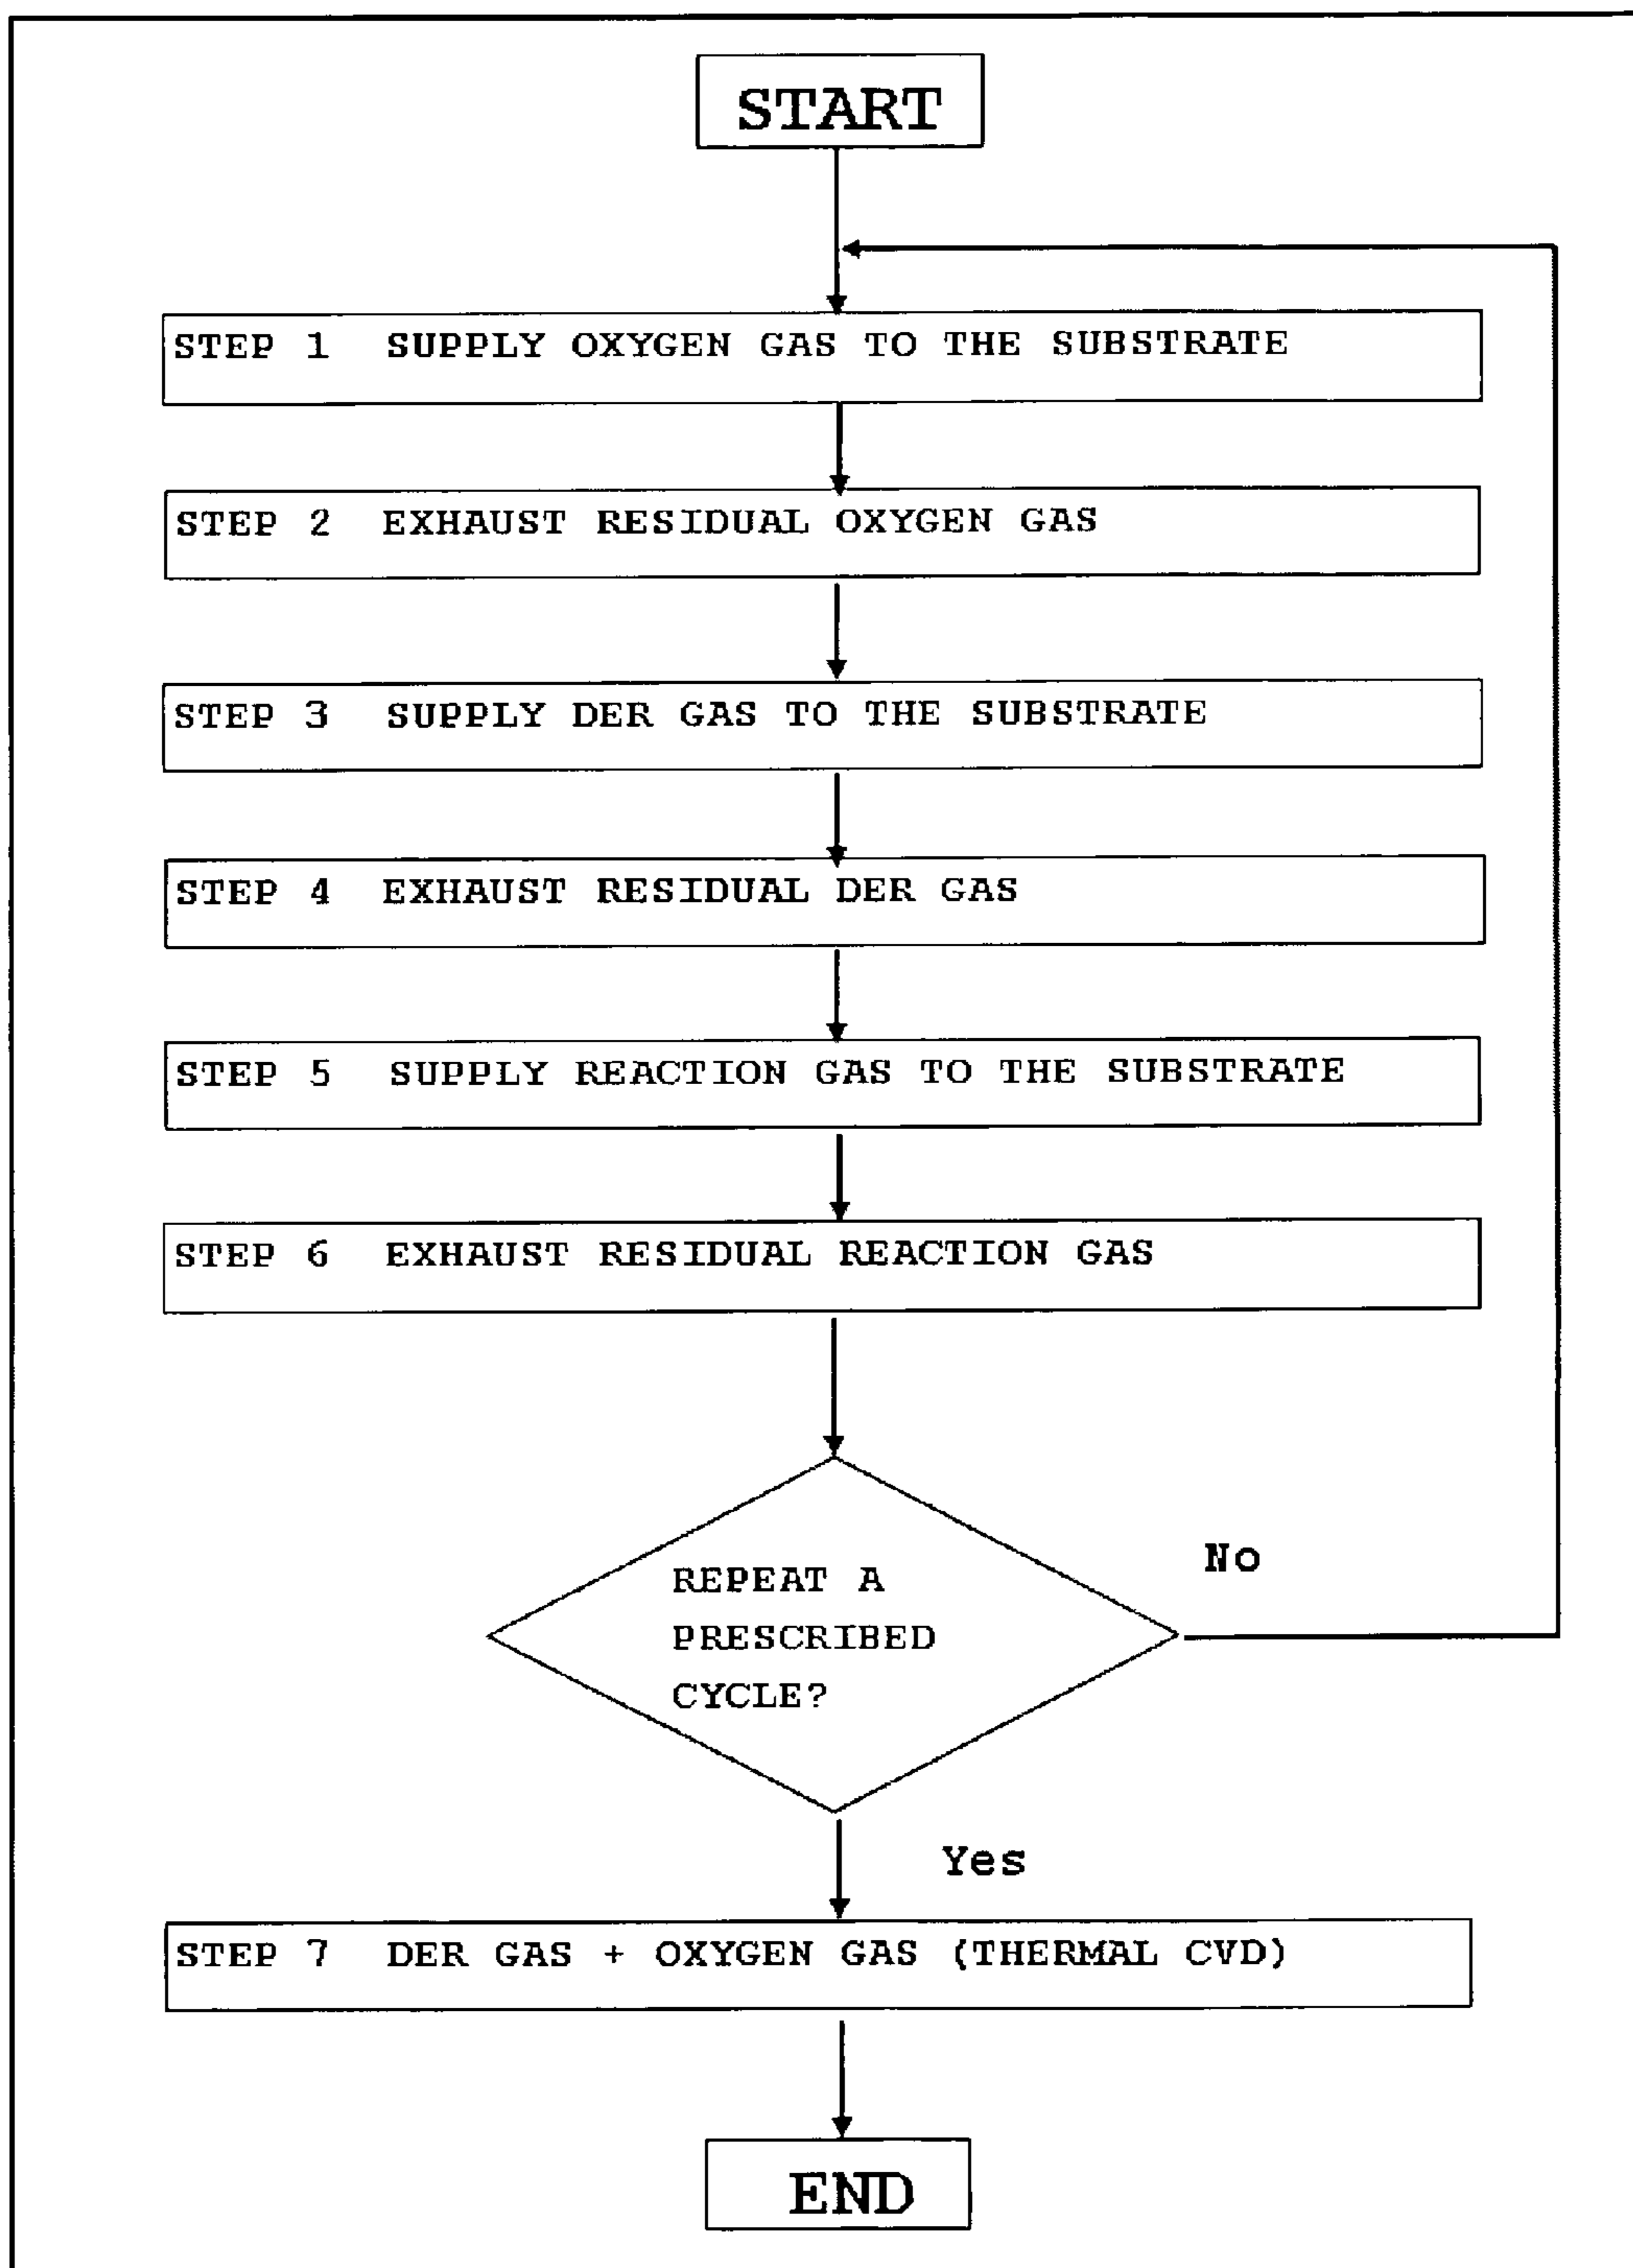 START
STEP 1 SUPPLY OXYGEN GAS TO THE SUBSTRATE
STEP 2 EXHAUST RESIDUAL OXYGEN GAS
STEP 3 SUPPLY DER GAS TO THE SUBSTRATE
STEP 4 EXHAUST RESIDUAL DER GAS
STEP 5 SUPPLY REACTION GAS TO THE SUBSTRATE
STEP 6 EXHAUST RESIDUAL REACTION GAS
REPEAT A
PRESCRIBED
CYCLE?
No
Yes
STEP 7 DER GAS + OXYGEN GAS (THERMAL CVD)
END